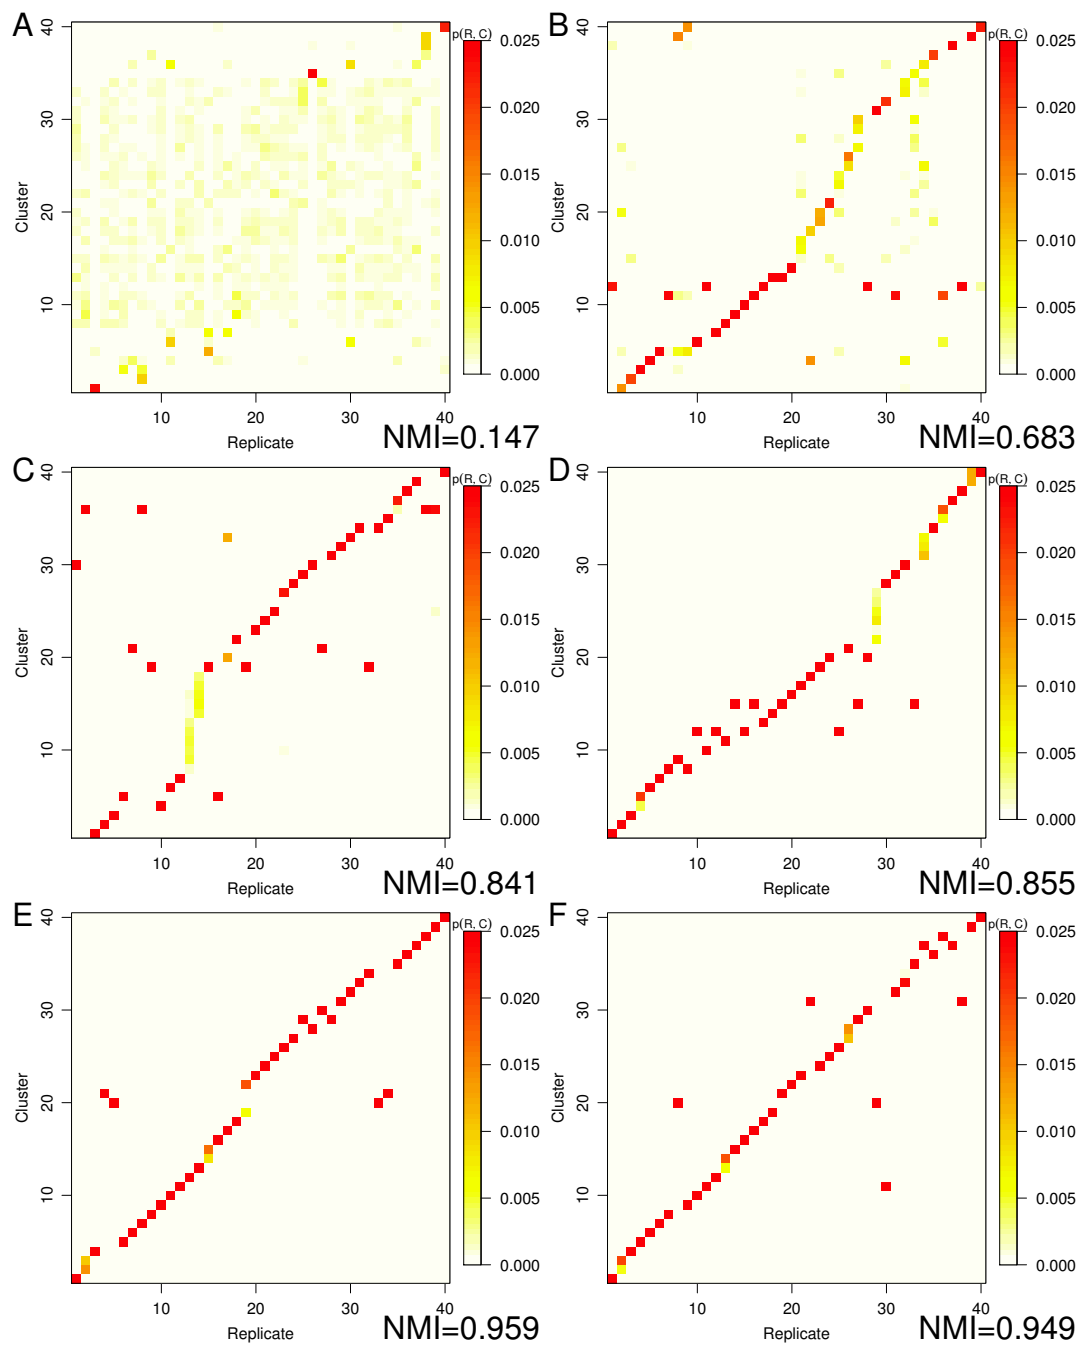 A
p(R, C)
0.025
0.020
0.015
0.010
0.005
0.000
40
30
20
10
Cluster
10 20 30 40
Replicate
NMI=0.147
B
p(R, C)
0.025
0.020
0.015
0.010
0.005
0.000
40
30
20
10
Cluster
10 20 30 40
Replicate
NMI=0.683
C
p(R, C)
0.025
0.020
0.015
0.010
0.005
0.000
40
30
20
10
Cluster
10 20 30 40
Replicate
NMI=0.841
D
p(R, C)
0.025
0.020
0.015
0.010
0.005
0.000
40
30
20
10
Cluster
10 20 30 40
Replicate
NMI=0.855
E
p(R, C)
0.025
0.020
0.015
0.010
0.005
0.000
40
30
20
10
Cluster
10 20 30 40
Replicate
NMI=0.959
F
p(R, C)
0.025
0.020
0.015
0.010
0.005
0.000
40
30
20
10
Cluster
10 20 30 40
Replicate
NMI=0.949